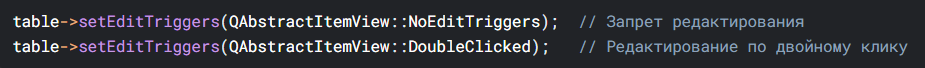 table->setEditTriggers(QAbstractItemView::NoEditTriggers);  // Запрет редактирования
table->setEditTriggers(QAbstractItemView::DoubleClicked);   // Редактирование по двойному клику